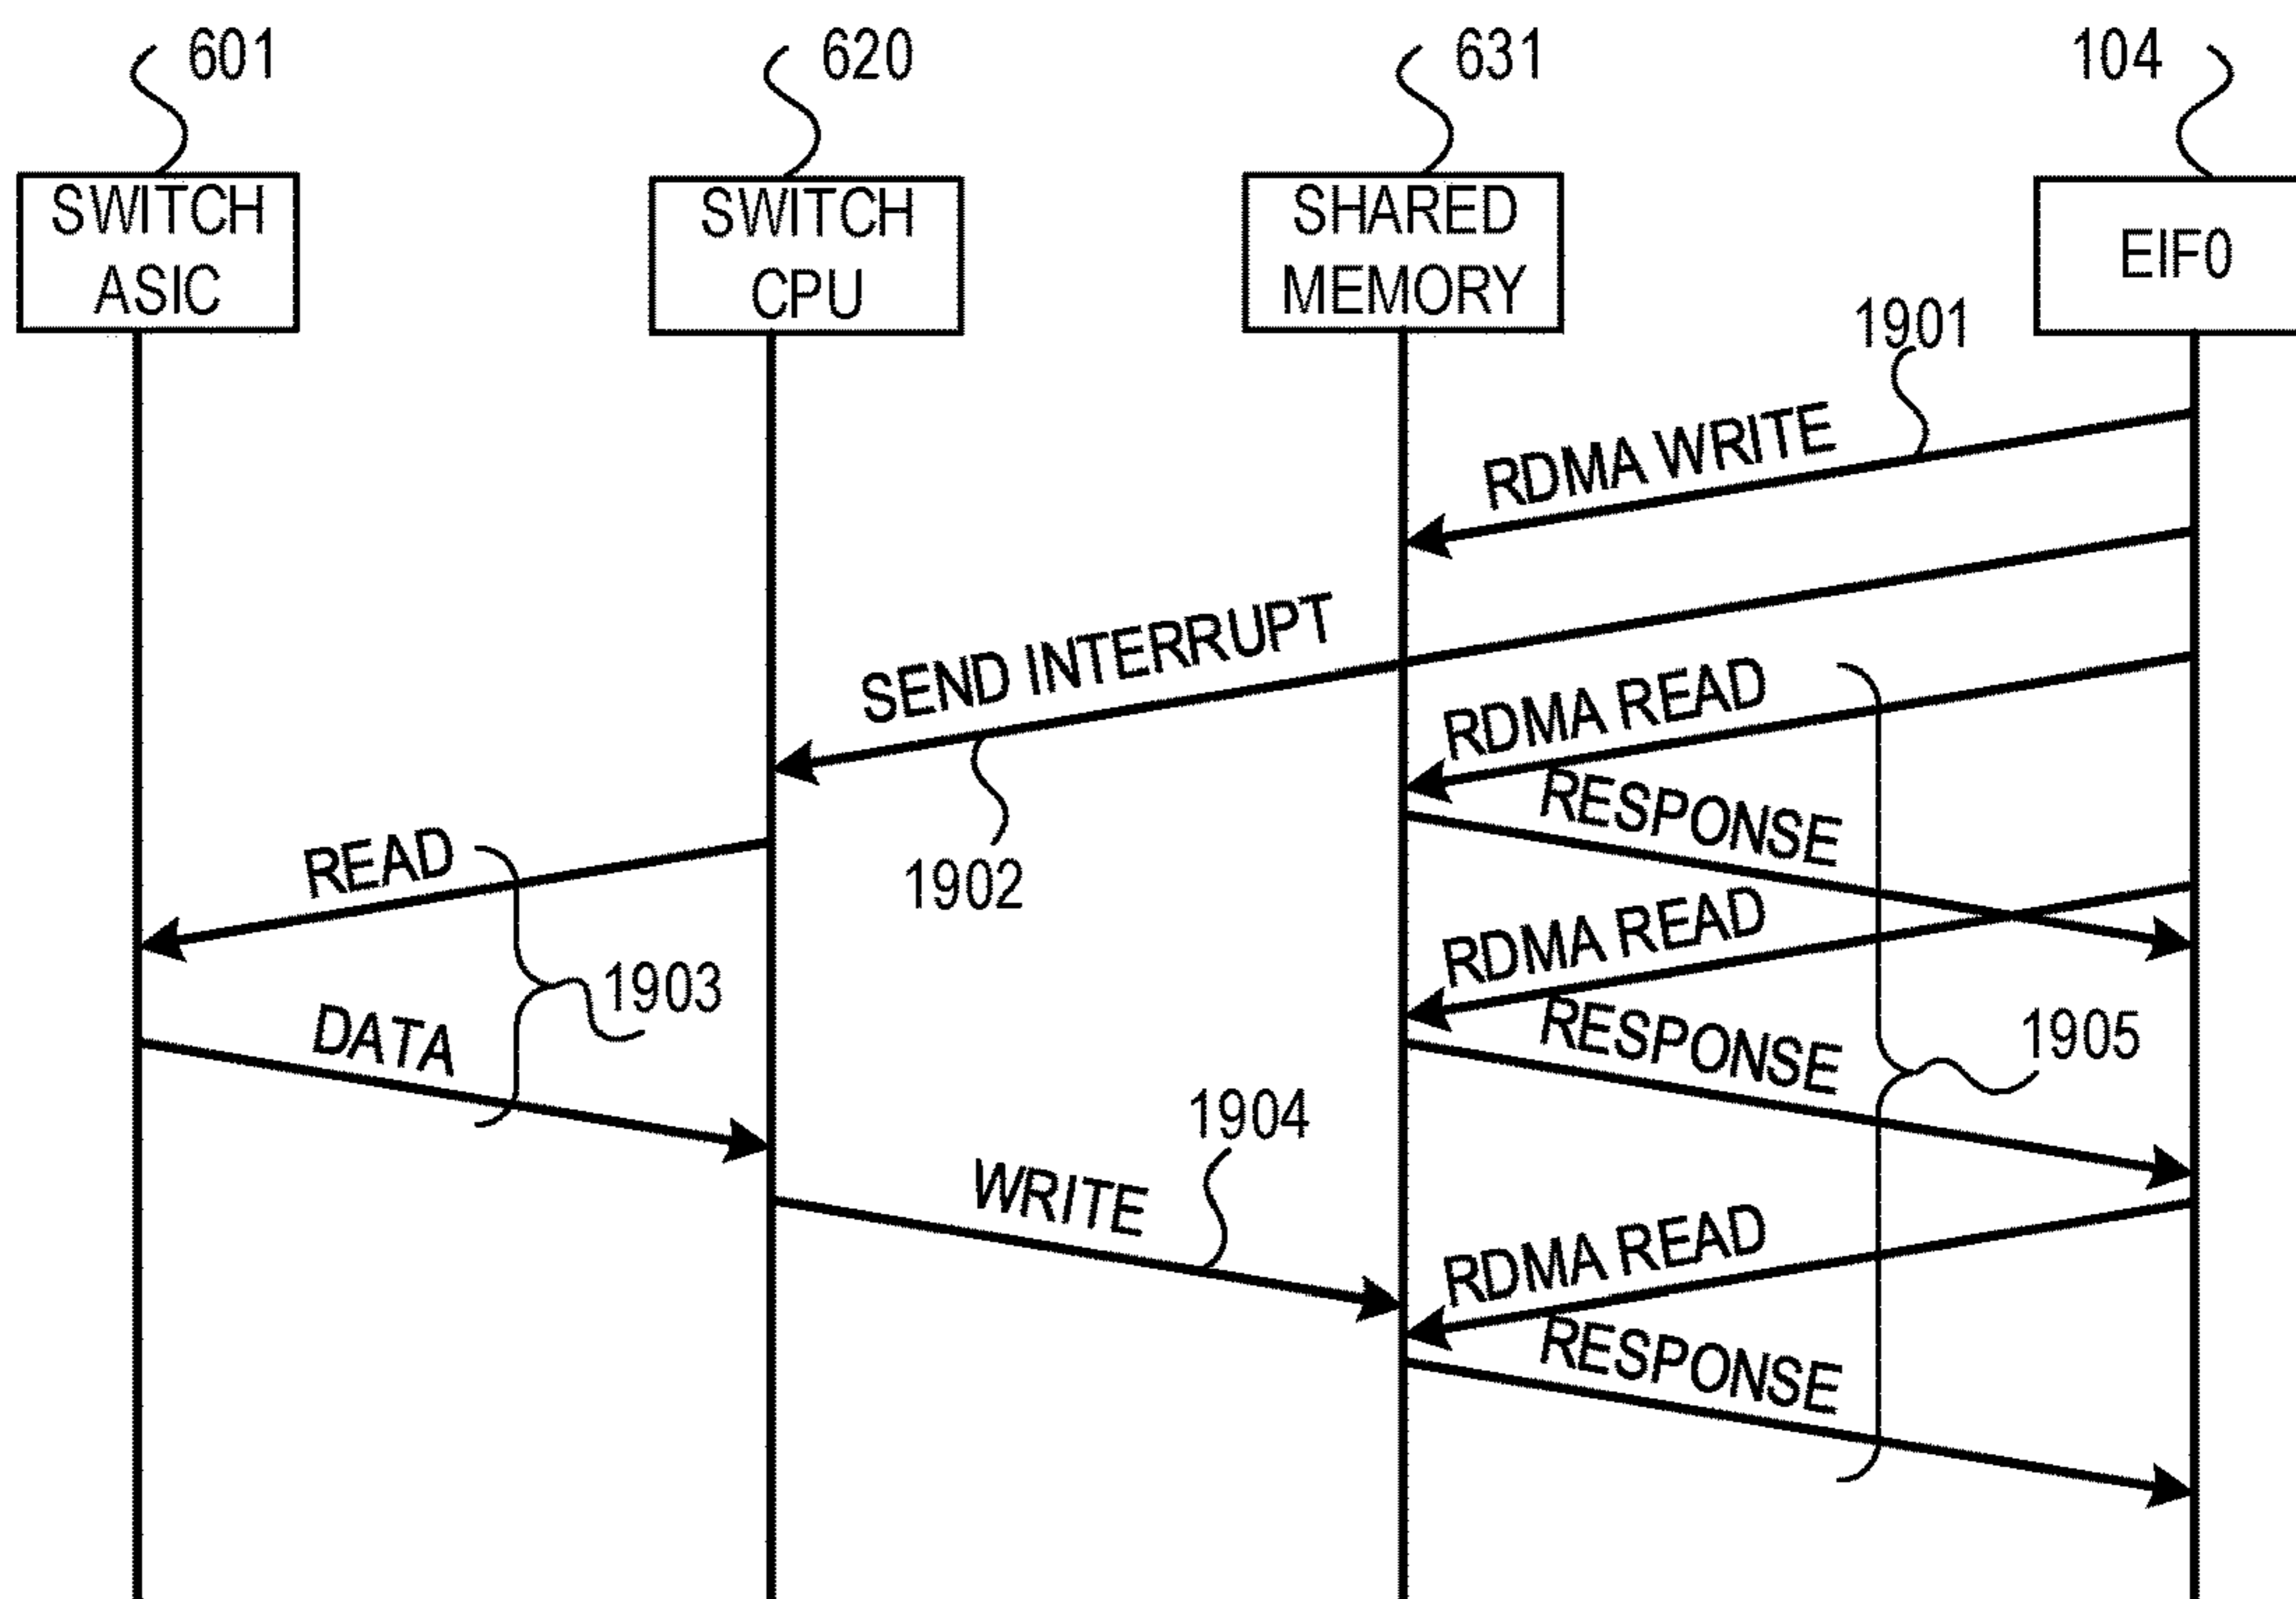 601
620
631
104
SWITCH
ASIC
SWITCH
CPU
SHARED
MEMORY
EIF0
1901
RDMA WRITE
SEND INTERRUPT
1902
RDMA READ
RESPONSE
READ
1903
DATA
RDMA READ
RESPONSE
1905
1904
WRITE
RDMA READ
RESPONSE